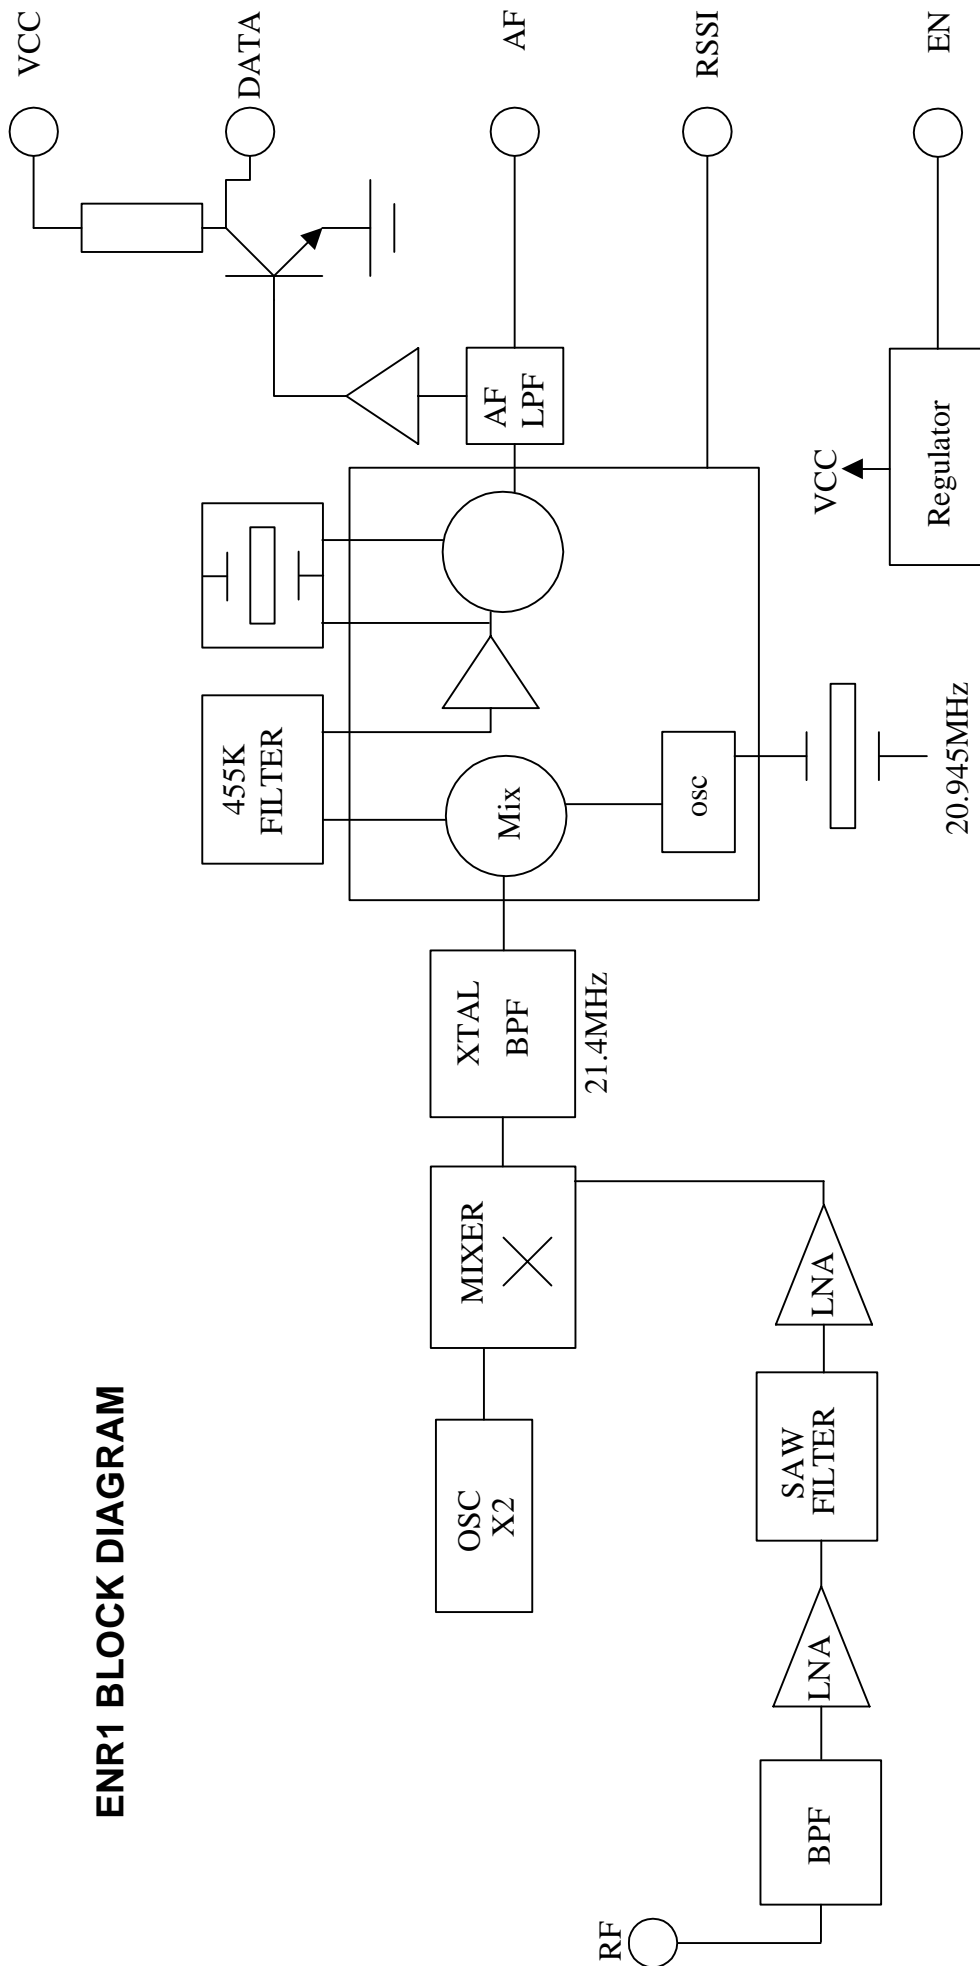 ENR1 BLOCK DIAGRAM
RF
BPF
LNA
SAW
FILTER
LNA
OSC
X2
MIXER
XTAL
BPF
21.4MHz
455K
FILTER
Mix
osc
20.945MHz
AF
LPF
VCC
Regulator
VCC
DATA
AF
RSSI
EN